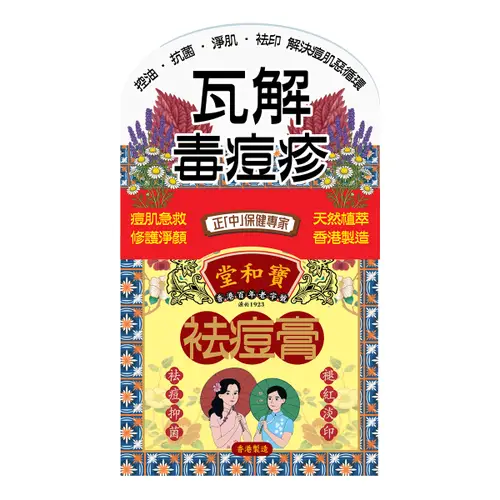 控油 · 抗菌 · 淨肌 · 祛印 解決痘肌惡循環
瓦解
毒痘疹
痘肌急救
修護淨顏
正「中」保健專家
天然植萃
香港製造
堂和寶
香港百年老字號
源於1923
祛痘膏
祛痘抑菌
褪紅淡印
香港製造